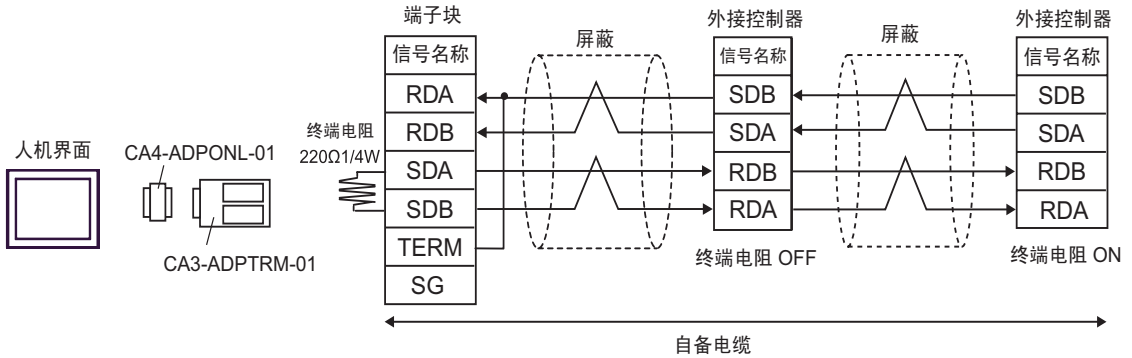 端子块
外接控制器
外接控制器
屏蔽
屏蔽
信号名称
信号名称
信号名称
RDA
SDB
SDB
RDB
SDA
SDA
终端电阻
220Ω1/4W
人机界面
CA4-ADPONL-01
SDA
RDB
RDB
SDB
RDA
RDA
TERM
终端电阻 OFF
终端电阻 ON
CA3-ADPTRM-01
SG
自备电缆